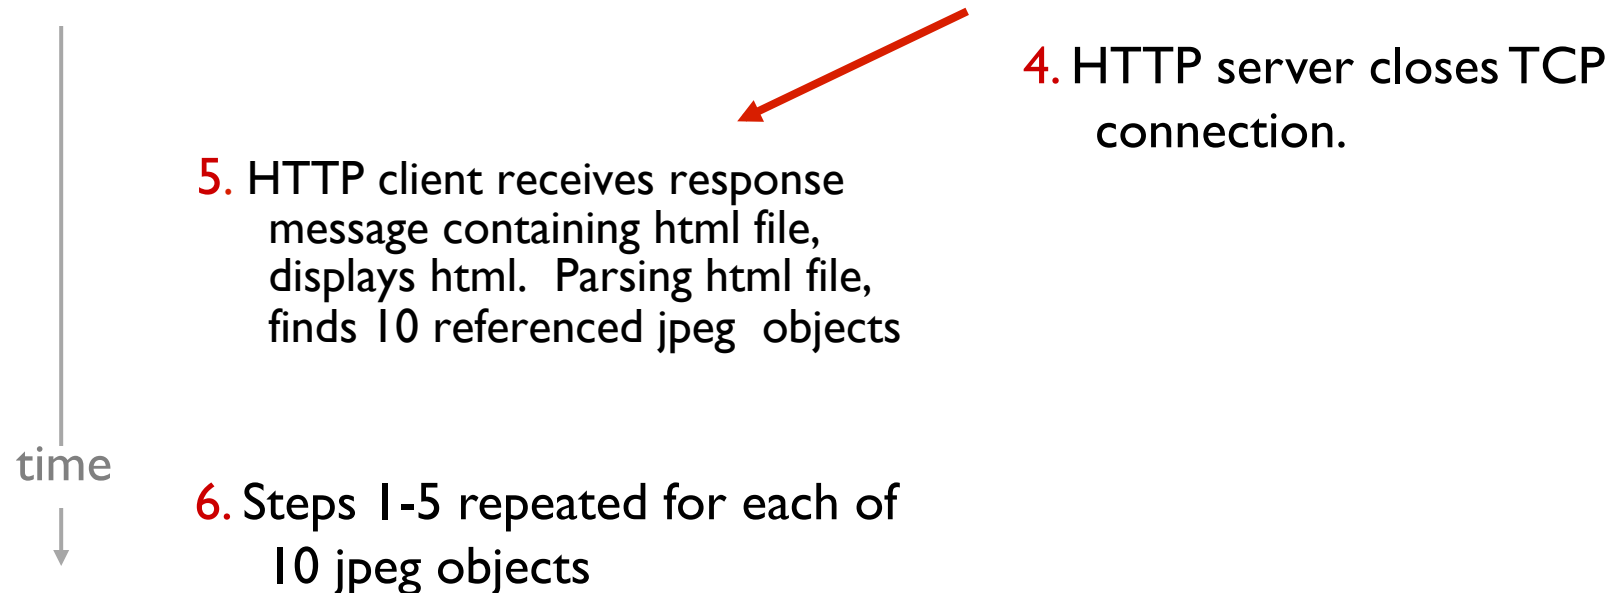 4. HTTP server closes TCP
connection.
5. HTTP client receives response
message containing html file,
displays html.  Parsing html file,
finds 10 referenced jpeg  objects
time
6. Steps 1-5 repeated for each of
10 jpeg objects